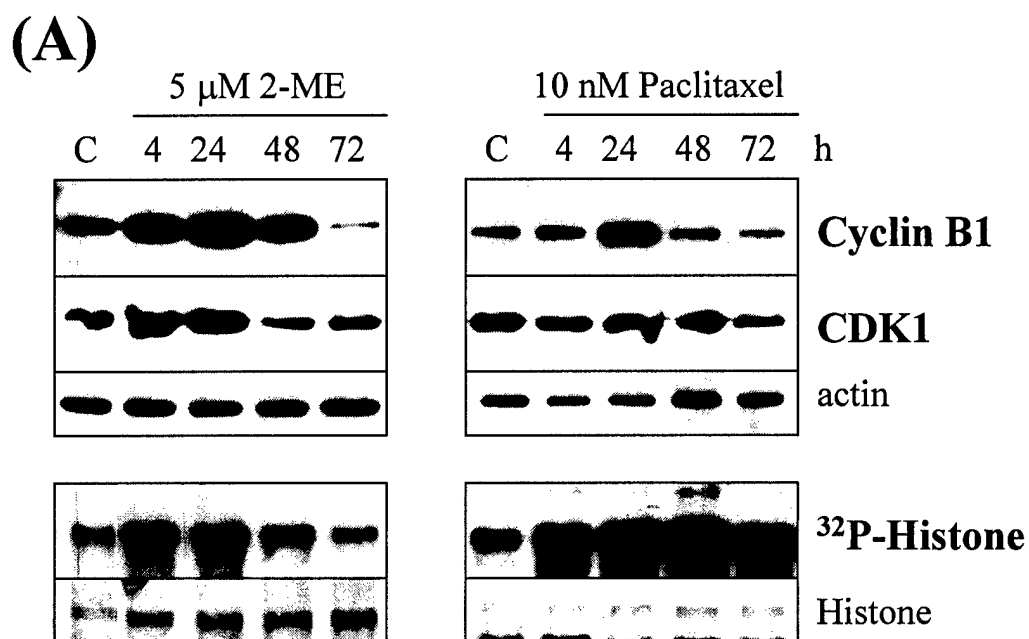 (A)
5 μM 2-ME
10 nM Paclitaxel
C 4 24 48 72
C 4 24 48 72 h
Cyclin B1
CDK1
actin
³²P-Histone
Histone